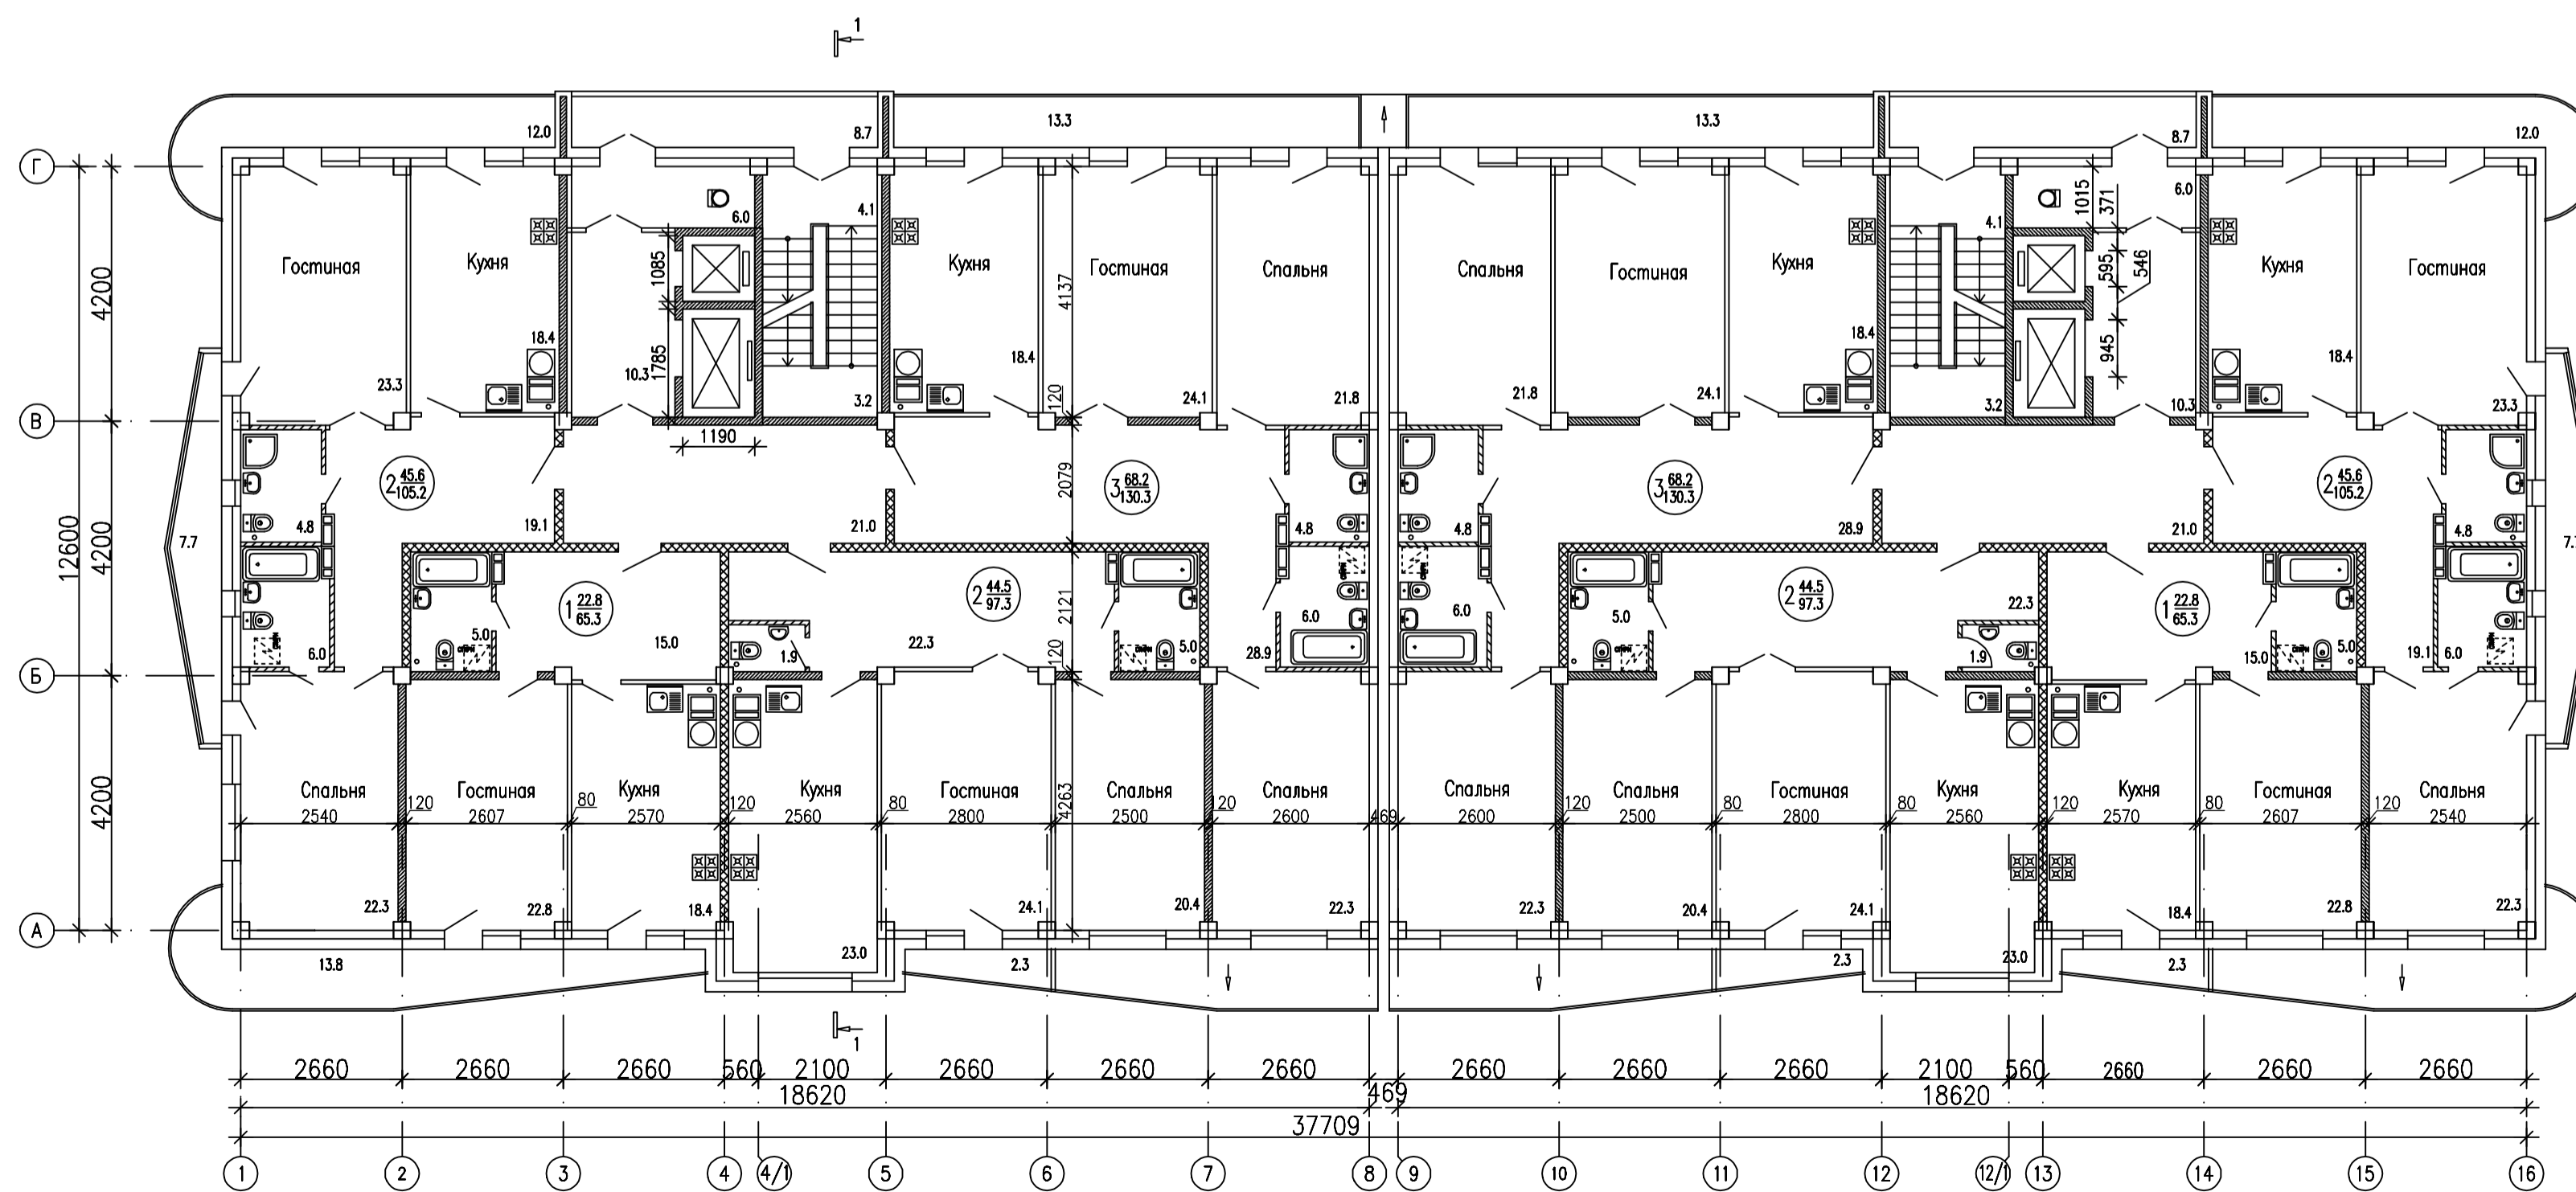 1
12.0 8.7 13.3 13.3 8.7 12.0
Г
6.0 4.1 4.1 1015 371 6.0
Гостиная Кухня 1085 Кухня Гостиная Спальня Спальня Гостиная Кухня 595 546 Кухня Гостиная
4200 4137
18.4 10.3 1785 18.4 18.4 945 18.4
23.3 3.2 120 24.1 21.8 21.8 24.1 3.2 10.3 23.3
В
1190
2 45.6 105.2 2079 3 68.2 130.3 3 68.2 130.3 2 45.6 105.2
4.8 19.1 21.0 4.8 4.8 28.9 21.0 4.8
7.7 7.7
12600 4200
1 22.8 65.3 2 44.5 97.3 2121 2 44.5 97.3 1 22.8 65.3
5.0 15.0 22.3 6.0 6.0 5.0 22.3
6.0 1.9 120 5.0 28.9 1.9 15.0 5.0 19.1 6.0
Б
4200 4263
Спальня Гостиная Кухня Кухня Гостиная Спальня Спальня Спальня Спальня Гостиная Кухня Кухня Гостиная Спальня
120 80 120 80 120 120 80 80 120 80 120
2540 2607 2570 2560 2800 2500 2600 469 2600 2500 2800 2560 2570 2607 2540
22.3 22.8 18.4 24.1 20.4 22.3 22.3 20.4 24.1 18.4 22.8 22.3
А
13.8 23.0 2.3 2.3 23.0 2.3
1
2660 2660 2660 560 2100 2660 2660 2660 2660 2660 2660 2100 560 2660 2660 2660
18620 469 18620
37709
1 2 3 4 4/1 5 6 7 8 9 10 11 12 12/1 13 14 15 16